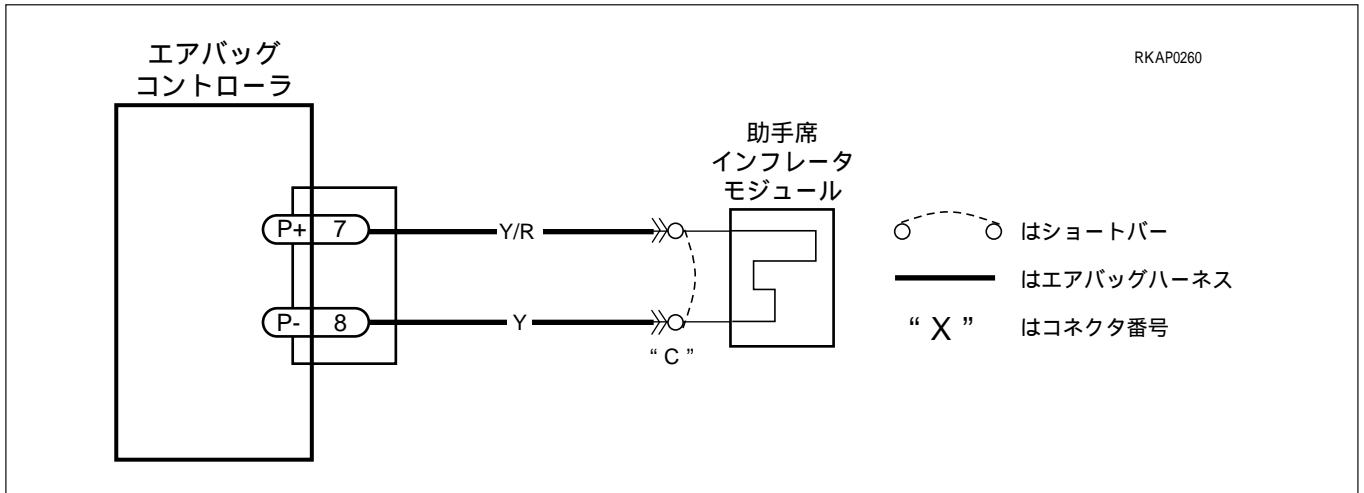 エアバッグ
コントローラ
RKAP0260
助手席
インフレータ
モジュール
P+ 7
Y/R
P- 8
Y
“ C ”
はショートバー
はエアバッグハーネス
“ X ” はコネクタ番号